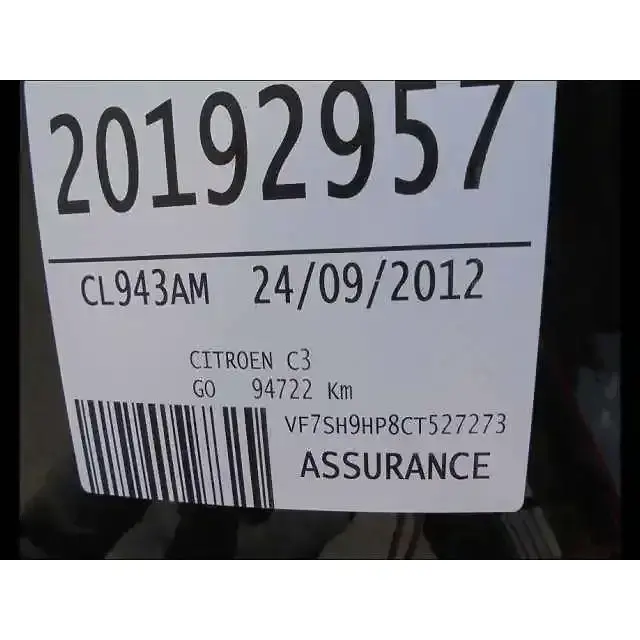 20192957
CL943AM 24/09/2012
CITROEN C3
GO 94722 Km
VF7SH9HP8CT527273
ASSURANCE